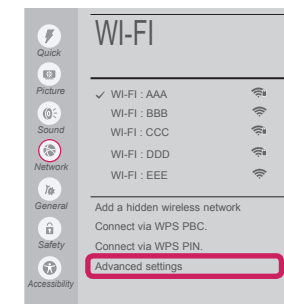 WI-FI
Quick
Picture
Sound
Network
General
Safety
Accessibility
WI-FI : AAA
WI-FI : BBB
WI-FI : CCC
WI-FI : DDD
WI-FI : EEE
Add a hidden wireless network
Connect via WPS PBC.
Connect via WPS PIN.
Advanced settings